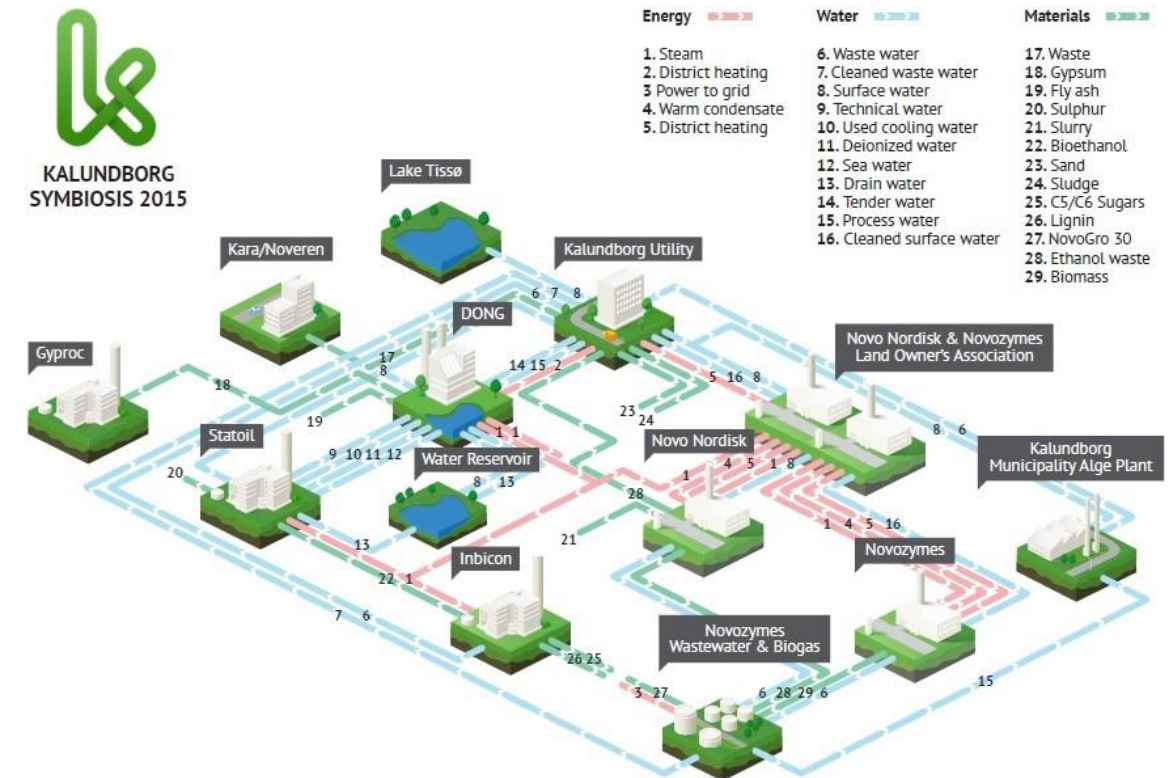 KALUNDBORG
SYMBIOSIS 2015
Energy
1. Steam
2. District heating
3 Power to grid
4. Warm condensate
5. District heating
Water
6. Waste water
7. Cleaned waste water
8. Surface water
9. Technical water
10. Used cooling water
11. Deionized water
12. Sea water
13. Drain water
14. Tender water
15. Process water
16. Cleaned surface water
Materials
17. Waste
18. Gypsum
19. Fly ash
20. Sulphur
21. Slurry
22. Bioethanol
23. Sand
24. Sludge
25. C5/C6 Sugars
26. Lignin
27. NovoGro 30
28. Ethanol waste
29. Biomass
Lake Tissø
Kara/Noveren
Kalundborg Utility
6 7 8
DONG
Gyproc
Novo Nordisk & Novozymes
Land Owner's Association
17
8
14 15 2
5 16 8
18
19
23
24
8 6
Statoil
1 1
Novo Nordisk
Kalundborg
Municipality Alge Plant
9 10 11 12
Water Reservoir
1 4 5 1 8
20
8 13
28
1 4 5 16
21
13
Inbicon
Novozymes
22 1
7 6
Novozymes
Wastewater & Biogas
26 25
3 27
6 28 29 6
15